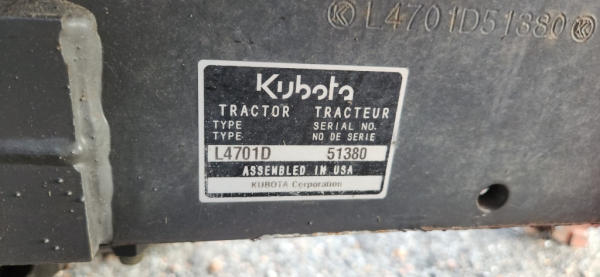 L4701D51380
Kubota
TRACTOR TRACTEUR
TYPE SERIAL NO.
TYPE NO DE SERIE
L4701D 51380
ASSEMBLED IN USA
KUBOTA Corporation